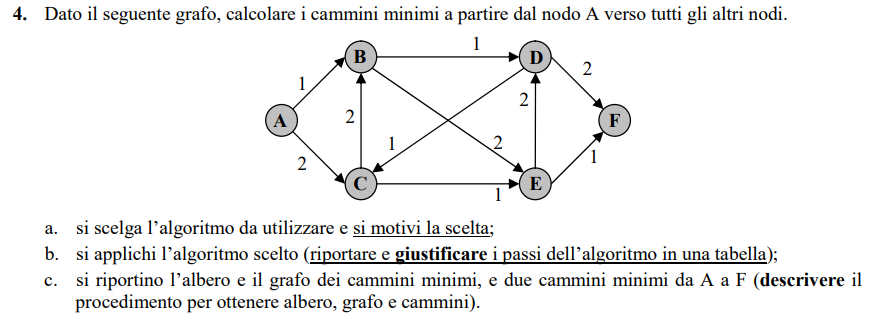 4. Dato il seguente grafo, calcolare i cammini minimi a partire dal nodo A verso tutti gli altri nodi.
1
B
D
2
1
2
2
A
F
1
2
2
1
C
1
E
a. si scelga l'algoritmo da utilizzare e si motivi la scelta;
b. si applichi l'algoritmo scelto (riportare e giustificare i passi dell'algoritmo in una tabella);
c. si riportino l'albero e il grafo dei cammini minimi, e due cammini minimi da A a F (descrivere il
procedimento per ottenere albero, grafo e cammini).